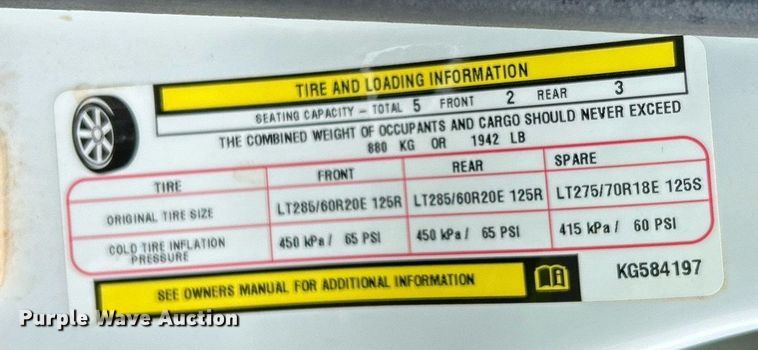 TIRE AND LOADING INFORMATION
SEATING CAPACITY – TOTAL 5 FRONT 2 REAR 3
THE COMBINED WEIGHT OF OCCUPANTS AND CARGO SHOULD NEVER EXCEED
880 KG OR 1942 LB
TIRE FRONT REAR SPARE
ORIGINAL TIRE SIZE LT285/60R20E 125R LT285/60R20E 125R LT275/70R18E 125S
COLD TIRE INFLATION PRESSURE 450 kPa / 65 PSI 450 kPa / 65 PSI 415 kPa / 60 PSI
SEE OWNERS MANUAL FOR ADDITIONAL INFORMATION
KG584197
Purple Wave Auction